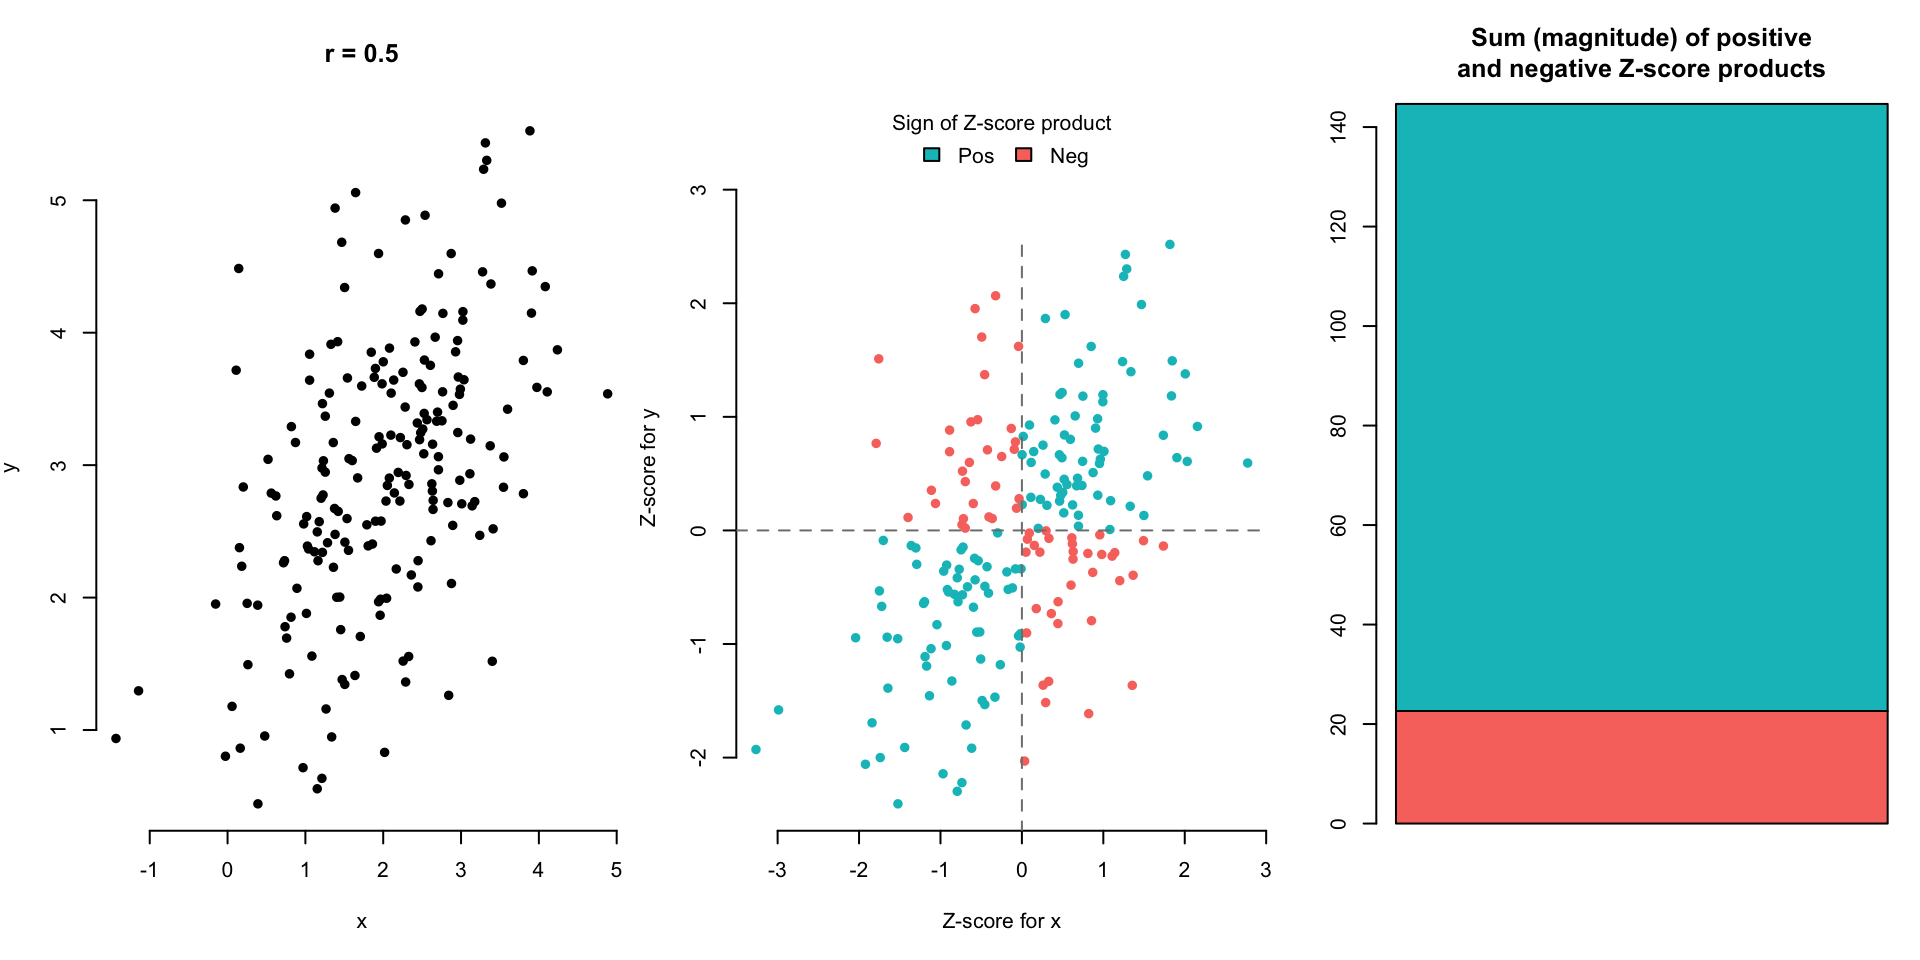 r = 0.5
y
5
4
3
2
1
-1 0 1 2 3 4 5
x
Sign of Z-score product
Pos Neg
Z-score for y
3
2
1
0
-1
-2
-3 -2 -1 0 1 2 3
Z-score for x
Sum (magnitude) of positive
and negative Z-score products
140
120
100
80
60
40
20
0